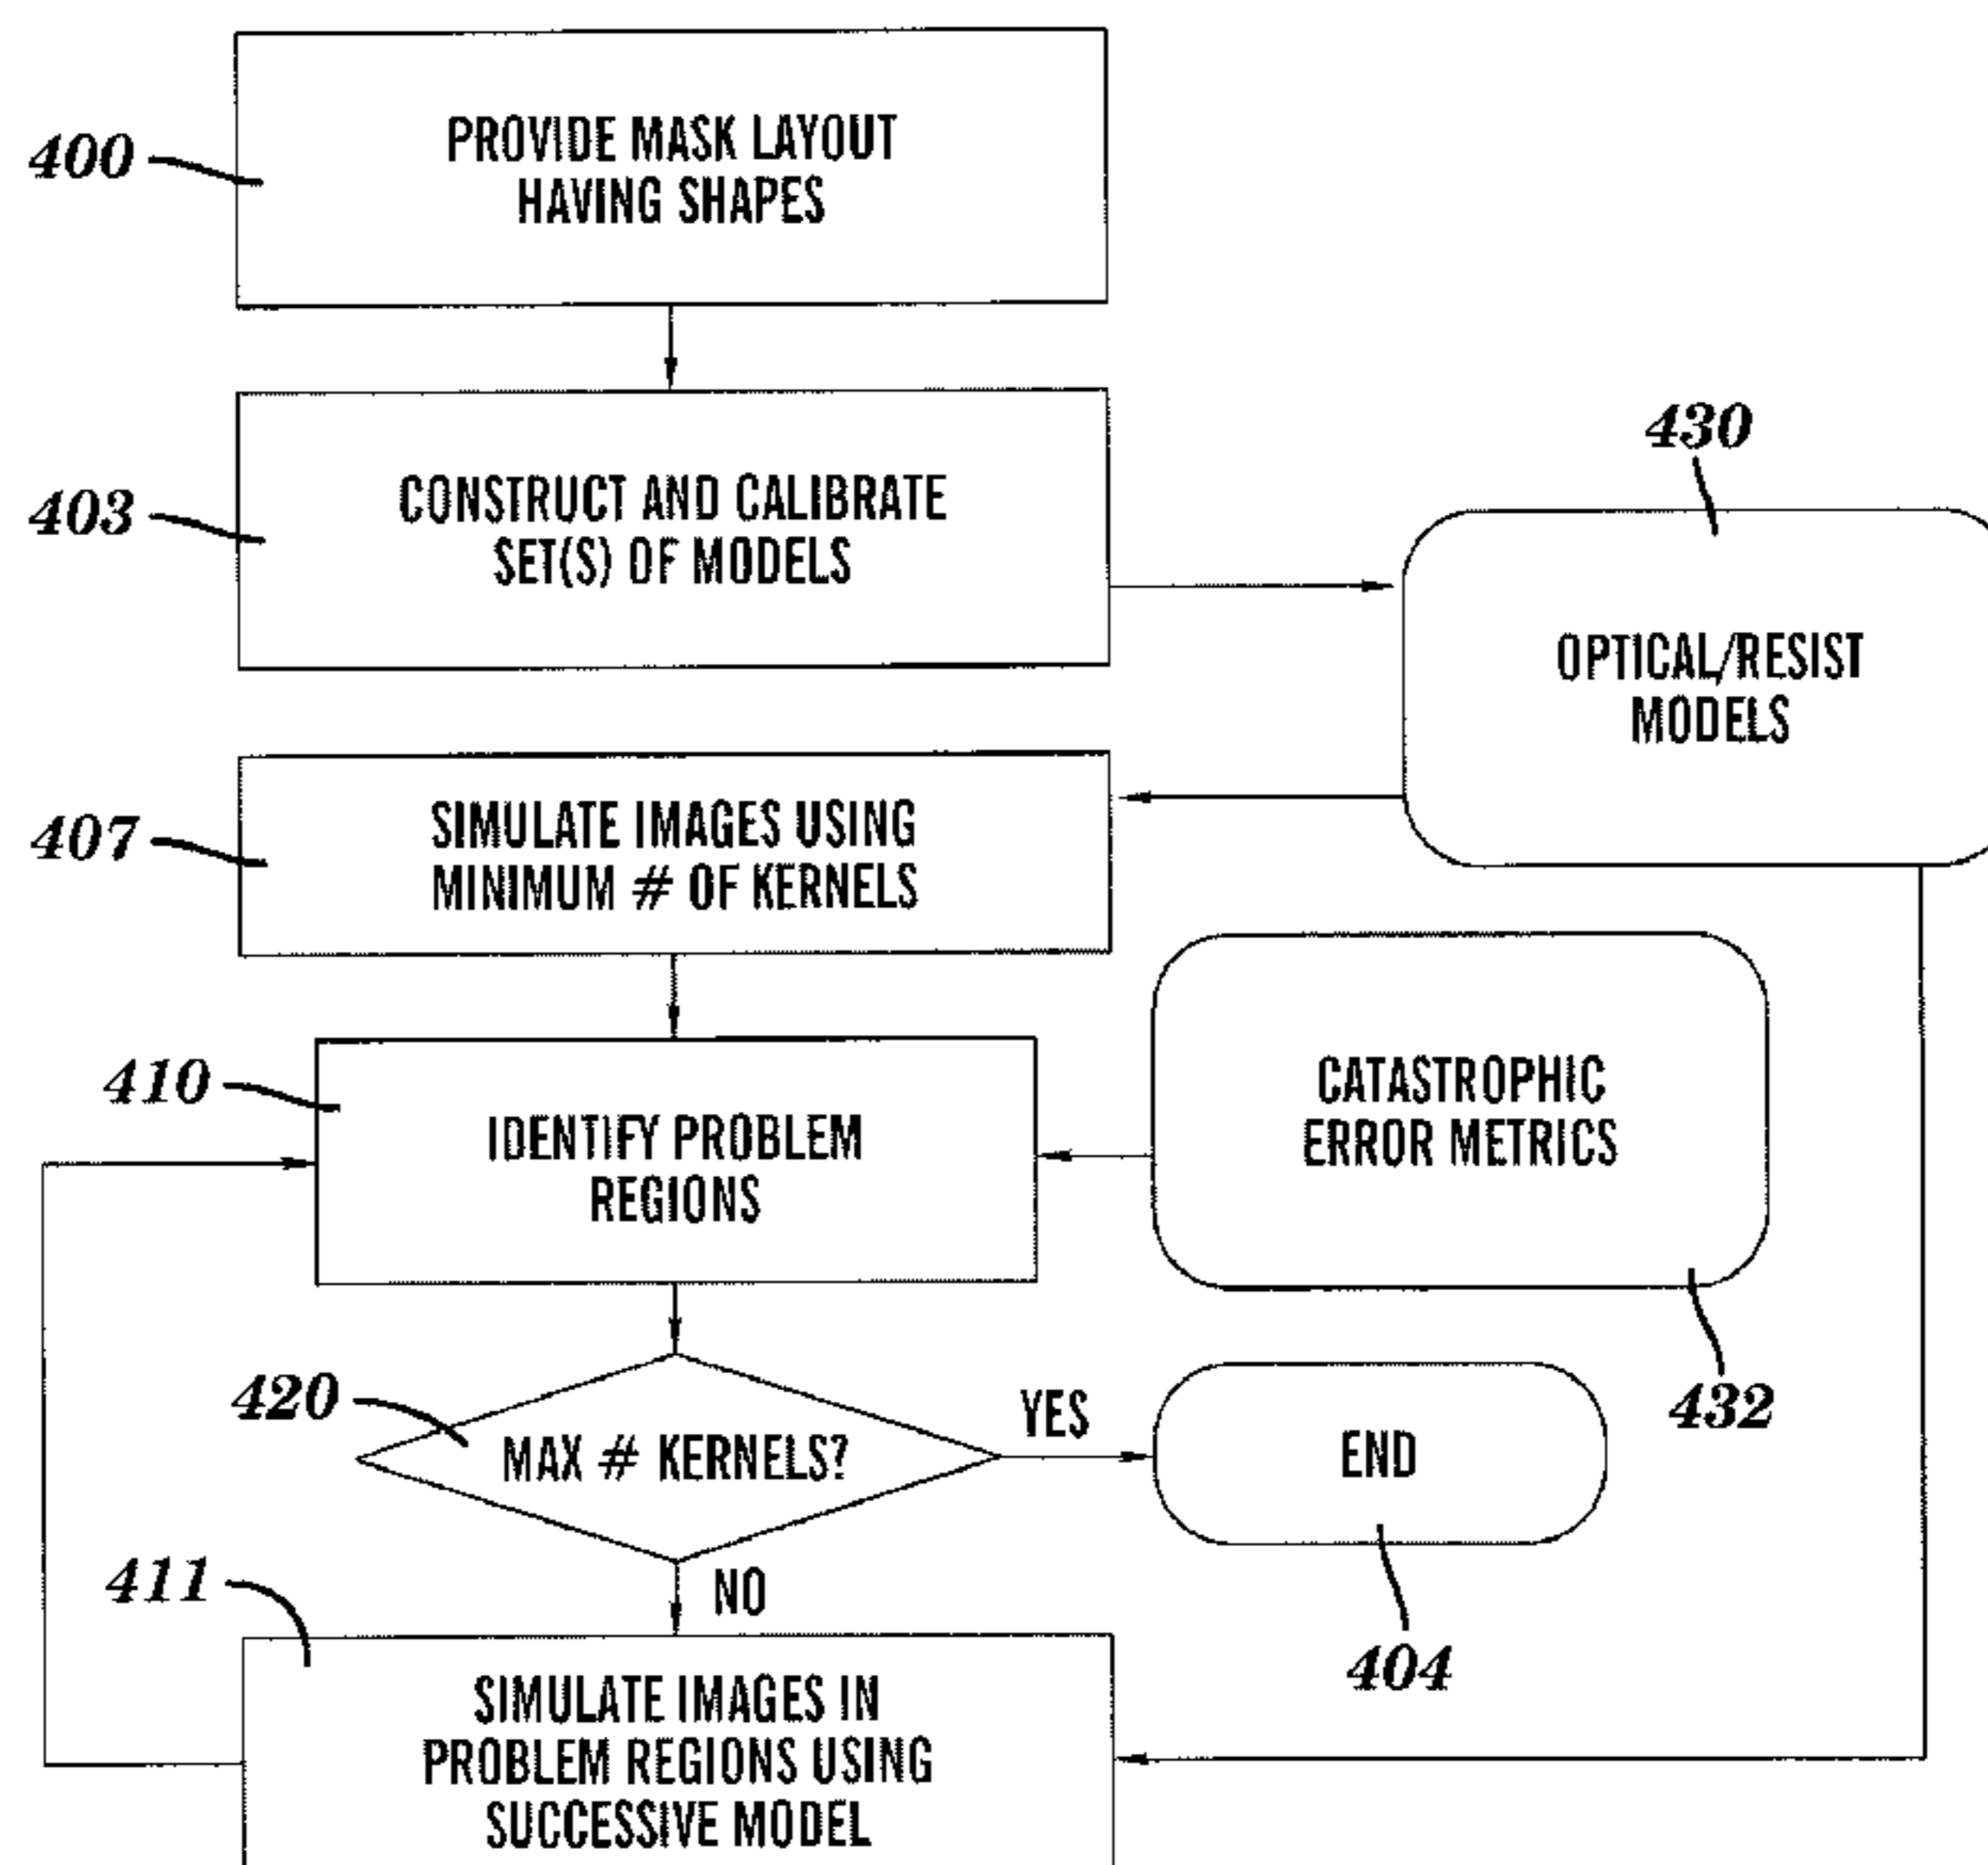 400
PROVIDE MASK LAYOUT
HAVING SHAPES
403
CONSTRUCT AND CALIBRATE
SET(S) OF MODELS
430
OPTICAL/RESIST
MODELS
407
SIMULATE IMAGES USING
MINIMUM # OF KERNELS
410
IDENTIFY PROBLEM
REGIONS
CATASTROPHIC
ERROR METRICS
432
420
MAX # KERNELS?
YES
END
404
NO
411
SIMULATE IMAGES IN
PROBLEM REGIONS USING
SUCCESSIVE MODEL